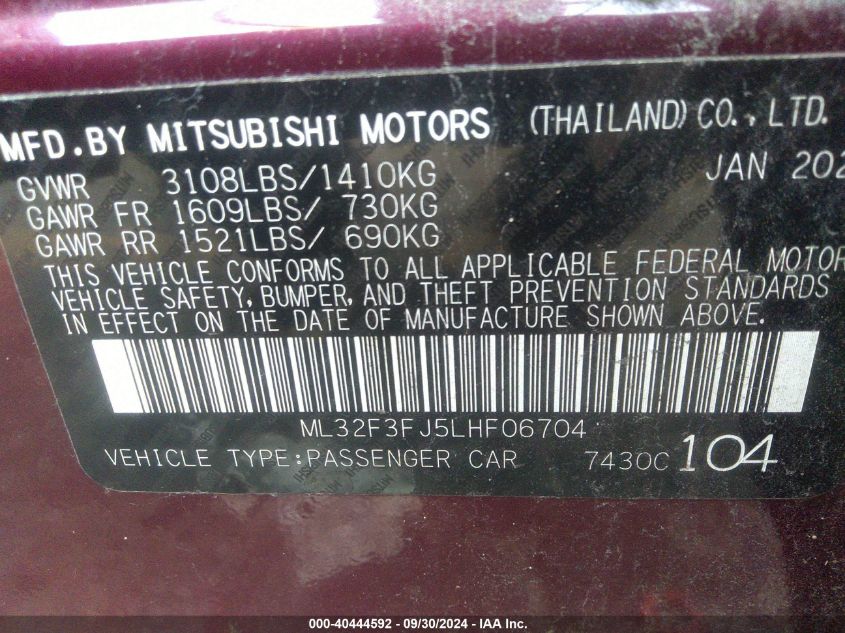 MFD.BY MITSUBISHI MOTORS (THAILAND) CO., LTD.
GVWR 3108LBS/1410KG JAN 202
GAWR FR 1609LBS/ 730KG
GAWR RR 1521LBS/ 690KG
THIS VEHICLE CONFORMS TO ALL APPLICABLE FEDERAL MOTOR
VEHICLE SAFETY, BUMPER, AND THEFT PREVENTION STANDARDS
IN EFFECT ON THE DATE OF MANUFACTURE SHOWN ABOVE.
ML32F3FJ5LHF06704
VEHICLE TYPE:PASSENGER CAR 7430C 104
000-40444592 - 09/30/2024 - IAA Inc.